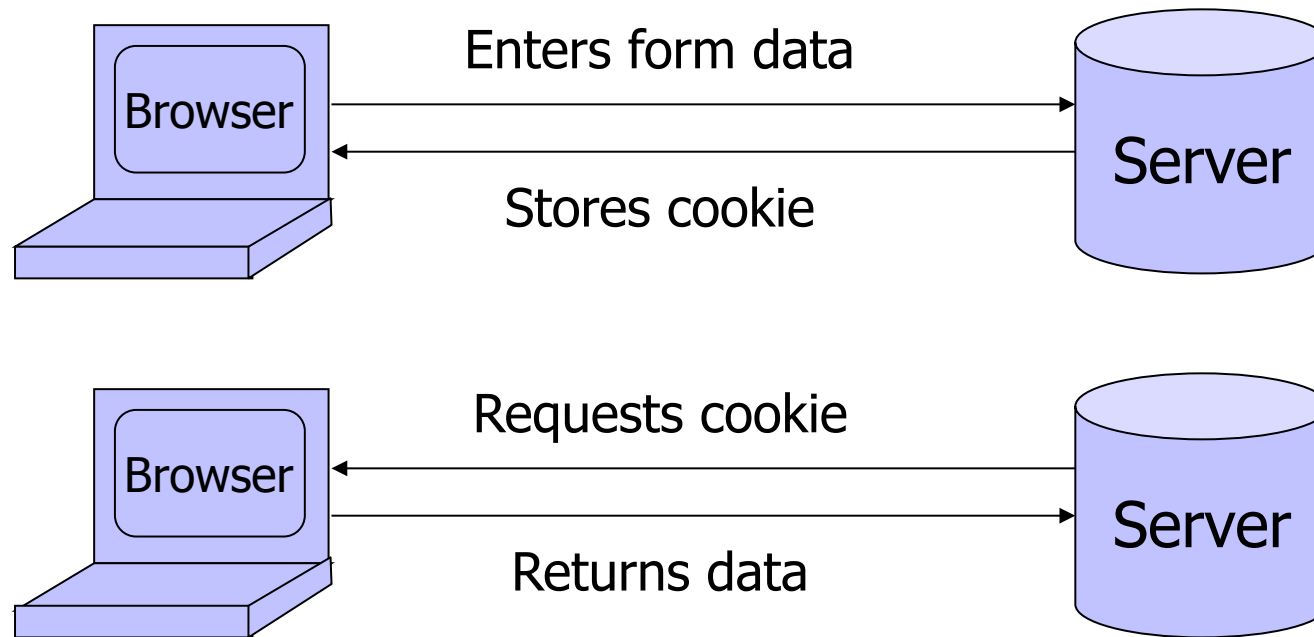 Enters form data
Browser
Server
Stores cookie
Requests cookie
Browser
Server
Returns data